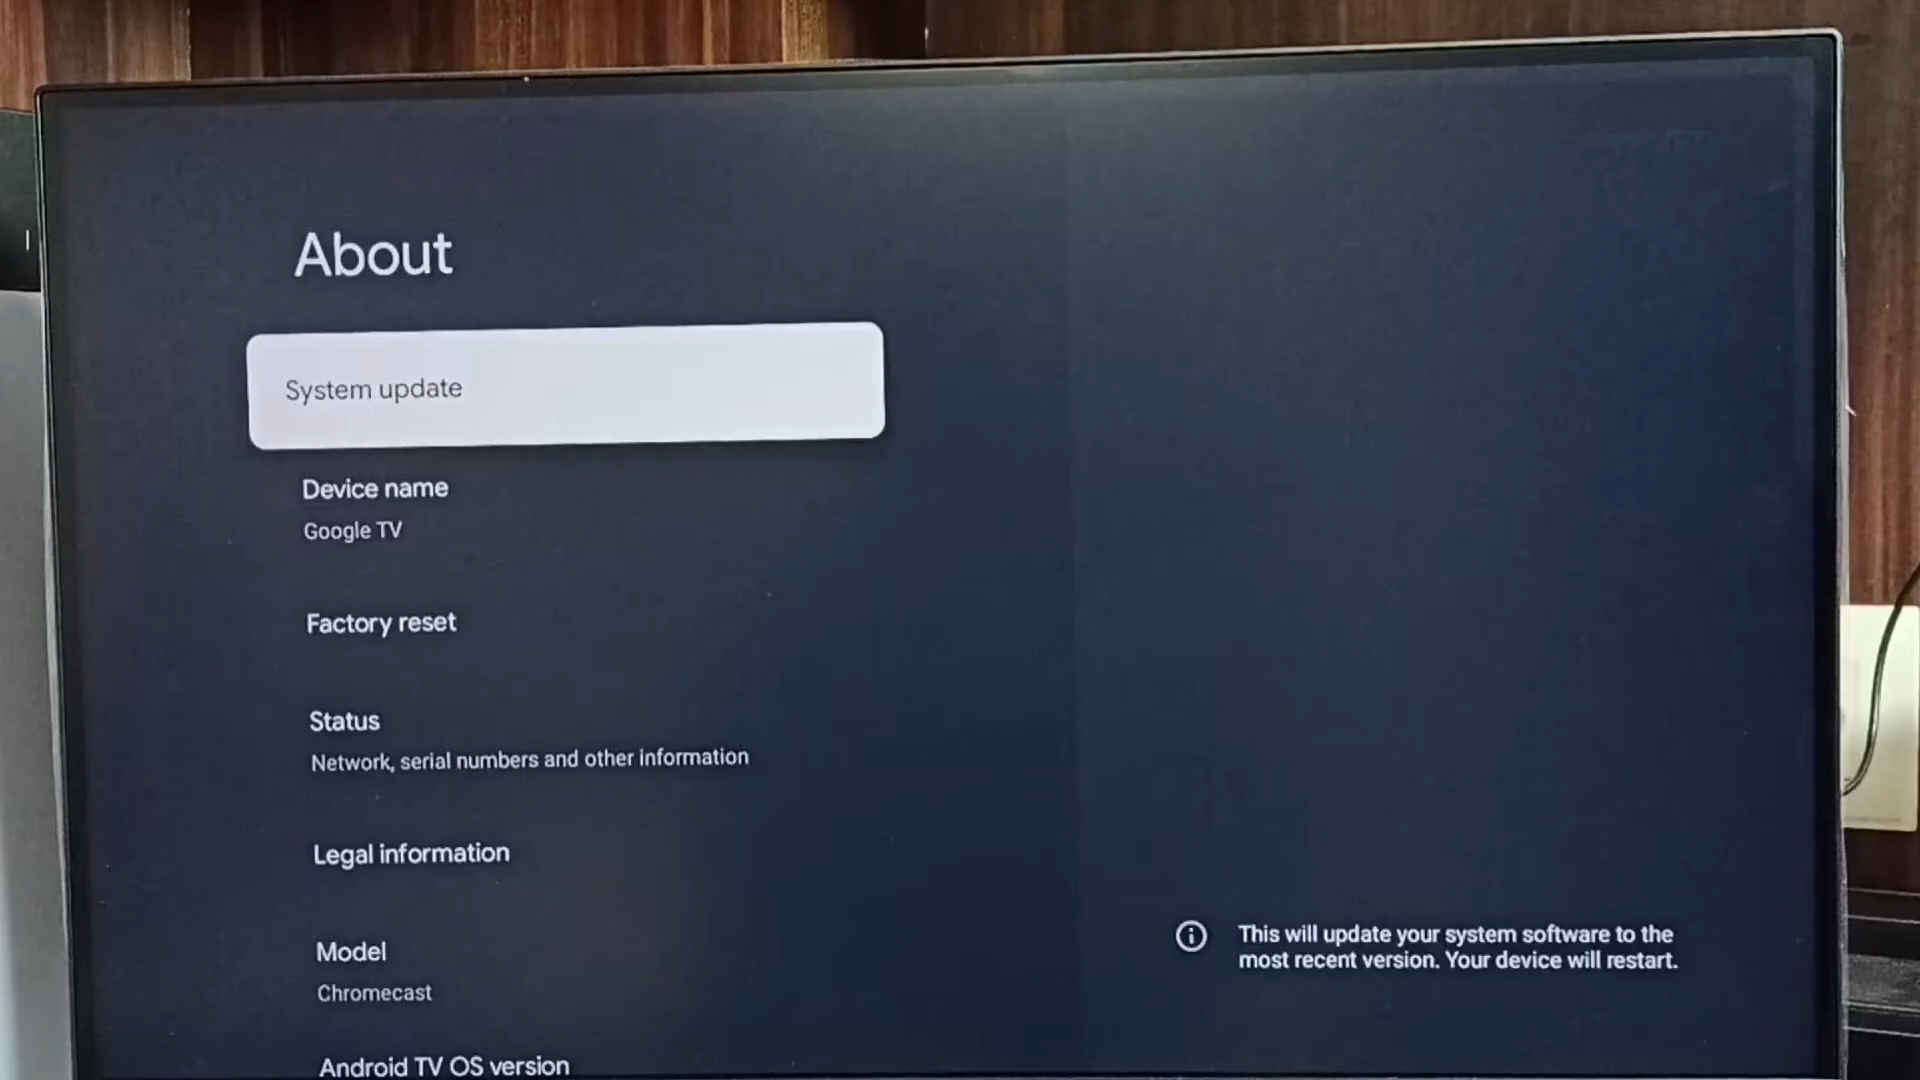 About
System update
Device name
Google TV
Factory reset
Status
Network, serial numbers and other information
Legal information
Model
Chromecast
Android TV OS version
This will update your system software to the
most recent version. Your device will restart.